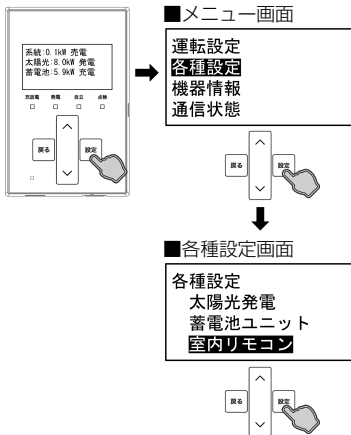 系統:0.1kW 売電
太陽光:8.0kW 発電
蓄電池:5.9kW 充電
充放電 売電 自立 点検
戻る 設定
■メニュー画面
運転設定
各種設定
機器情報
通信状態
戻る 設定
■各種設定画面
各種設定
太陽光発電
蓄電池ユニット
室内リモコン
戻る 設定